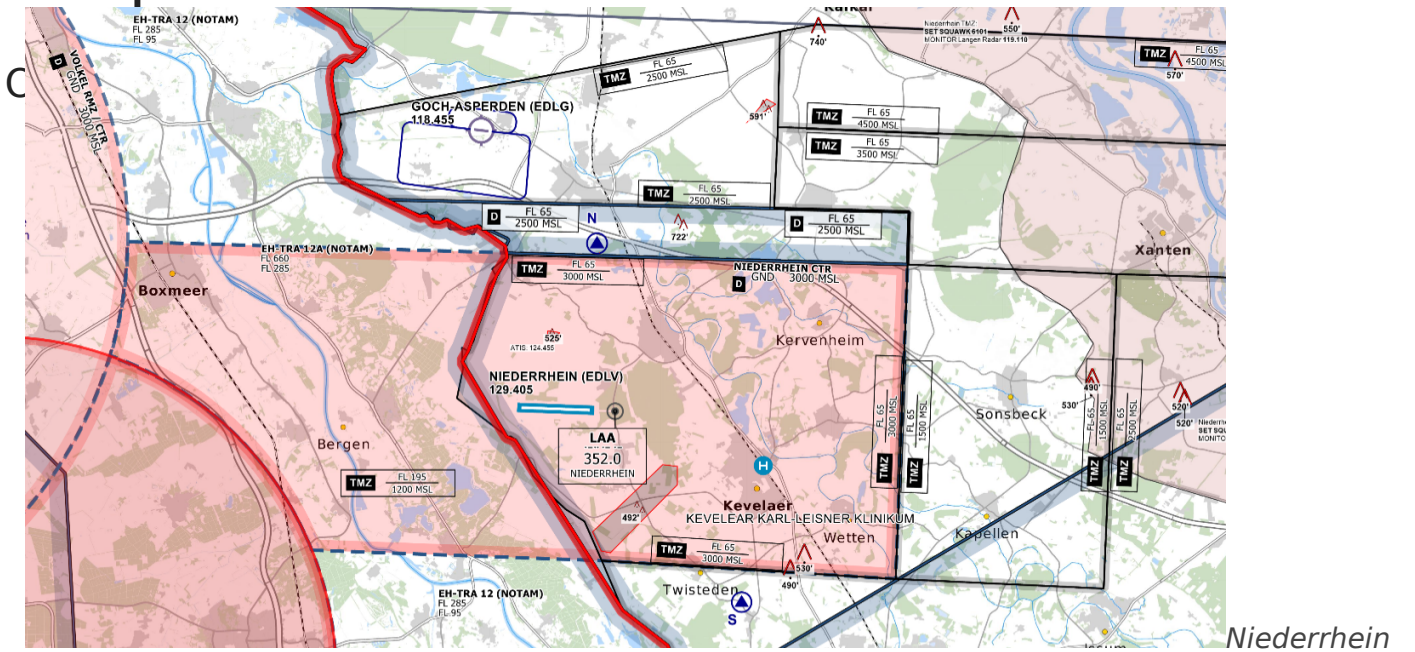 EH-TRA 12 (NOTAM)
FL 285
FL 95
VOLKEL RMZ CTR
D
GND 3000 MSL
Niederrhein TMZ:
SET SQUAWK 6101
MONITOR Langen Radar 119.110
550'
740'
TMZ
FL 65
4500 MSL
570'
TMZ
FL 65
2500 MSL
GOCH-ASPERDEN (EDLG)
118.455
591'
TMZ
FL 65
4500 MSL
TMZ
FL 65
3500 MSL
TMZ
FL 65
2500 MSL
D
FL 65
2500 MSL
N
722'
D
FL 65
2500 MSL
Xanten
EH-TRA 12A (NOTAM)
FL 660
FL 285
TMZ
FL 65
3000 MSL
NIEDERRHEIN CTR
D
GND 3000 MSL
Boxmeer
525'
ATIS: 124.455
Kervenheim
NIEDERRHEIN (EDLV)
129.405
TMZ
FL 65
3000 MSL
TMZ
FL 65
1500 MSL
490'
530'
TMZ
FL 65
1500 MSL
TMZ
2500 MSL
520'
520'
Sonsbeck
Bergen
LAA
352.0
NIEDERRHEIN
H
TMZ
FL 195
1200 MSL
Kevelaer
KEVELEAR KARL-LEISNER KLINIKUM
492'
Wetten
Kapellen
TMZ
FL 65
3000 MSL
530'
490'
Twisteden
S
EH-TRA 12 (NOTAM)
FL 285
FL 95
Niederrhein